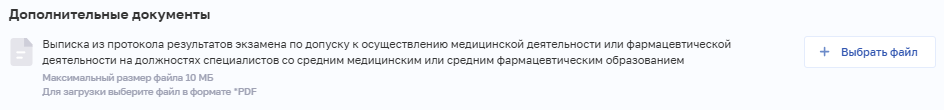 Дополнительные документы
Выписка из протокола результатов экзамена по допуску к осуществлению медицинской деятельности или фармацевтической
деятельности на должностях специалистов со средним медицинским или средним фармацевтическим образованием
+ Выбрать файл
Максимальный размер файла 10 МБ
Для загрузки выберите файл в формате *PDF